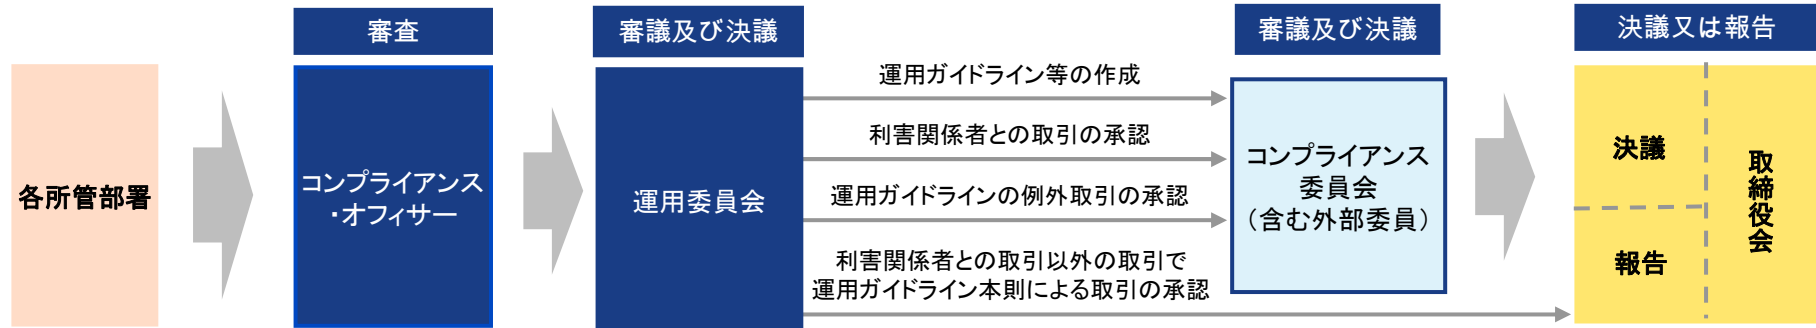 審査
審議及び決議
審議及び決議
決議又は報告
各所管部署
コンプライアンス
・オフィサー
運用委員会
運用ガイドライン等の作成
利害関係者との取引の承認
運用ガイドラインの例外取引の承認
利害関係者との取引以外の取引で
運用ガイドライン本則による取引の承認
コンプライアンス
委員会
（含む外部委員）
決議
報告
取締役会